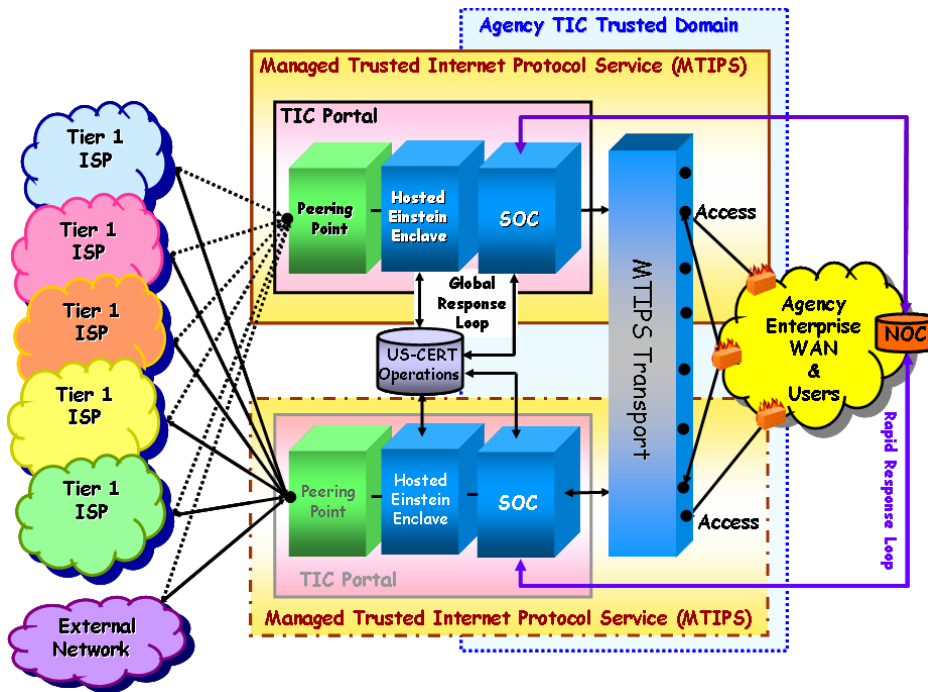 Agency TIC Trusted Domain
Managed Trusted Internet Protocol Service (MTIPS)
TIC Portal
Tier 1
ISP
Tier 1
ISP
Tier 1
ISP
Tier 1
ISP
Tier 1
ISP
External
Network
Peering
Point
Hosted
Einstein
Enclave
SOC
Global
Response
Loop
US-CERT
Operations
MTIPS Transport
Access
Agency
Enterprise
WAN
&
Users
NOC
Rapid Response Loop
Peering
Point
Hosted
Einstein
Enclave
SOC
Access
TIC Portal
Managed Trusted Internet Protocol Service (MTIPS)